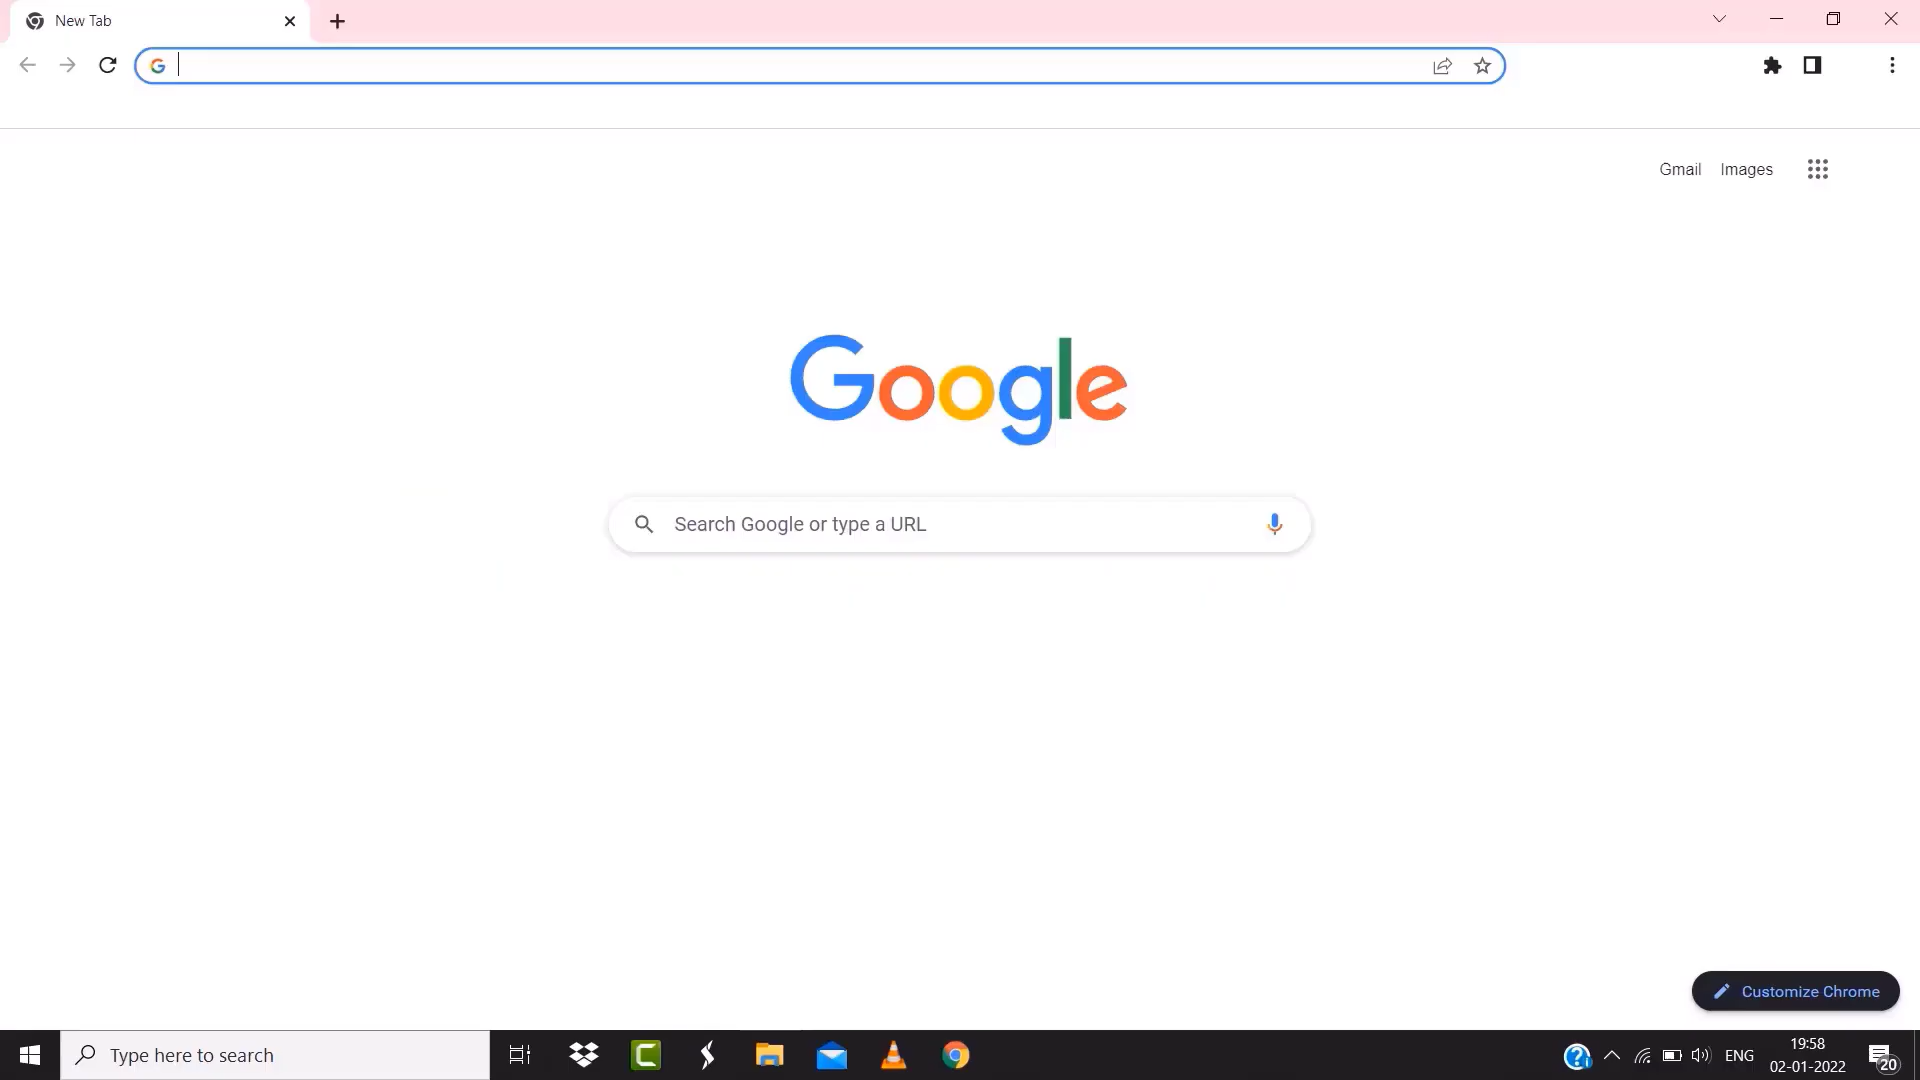 New Tab
Gmail Images
Google
Search Google or type a URL
Customize Chrome
Type here to search
ENG
19:58
02-01-2022
20